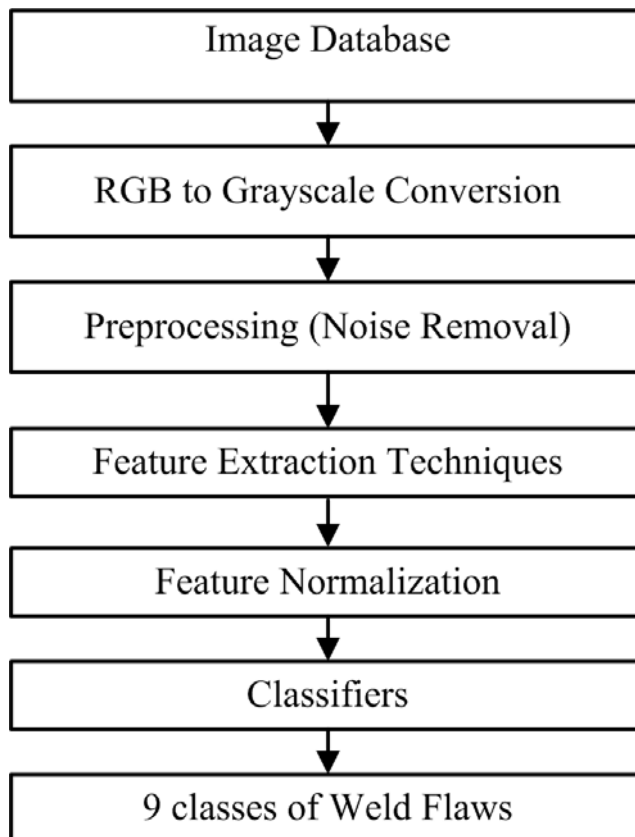 Image Database
RGB to Grayscale Conversion
Preprocessing (Noise Removal)
Feature Extraction Techniques
Feature Normalization
Classifiers
9 classes of Weld Flaws